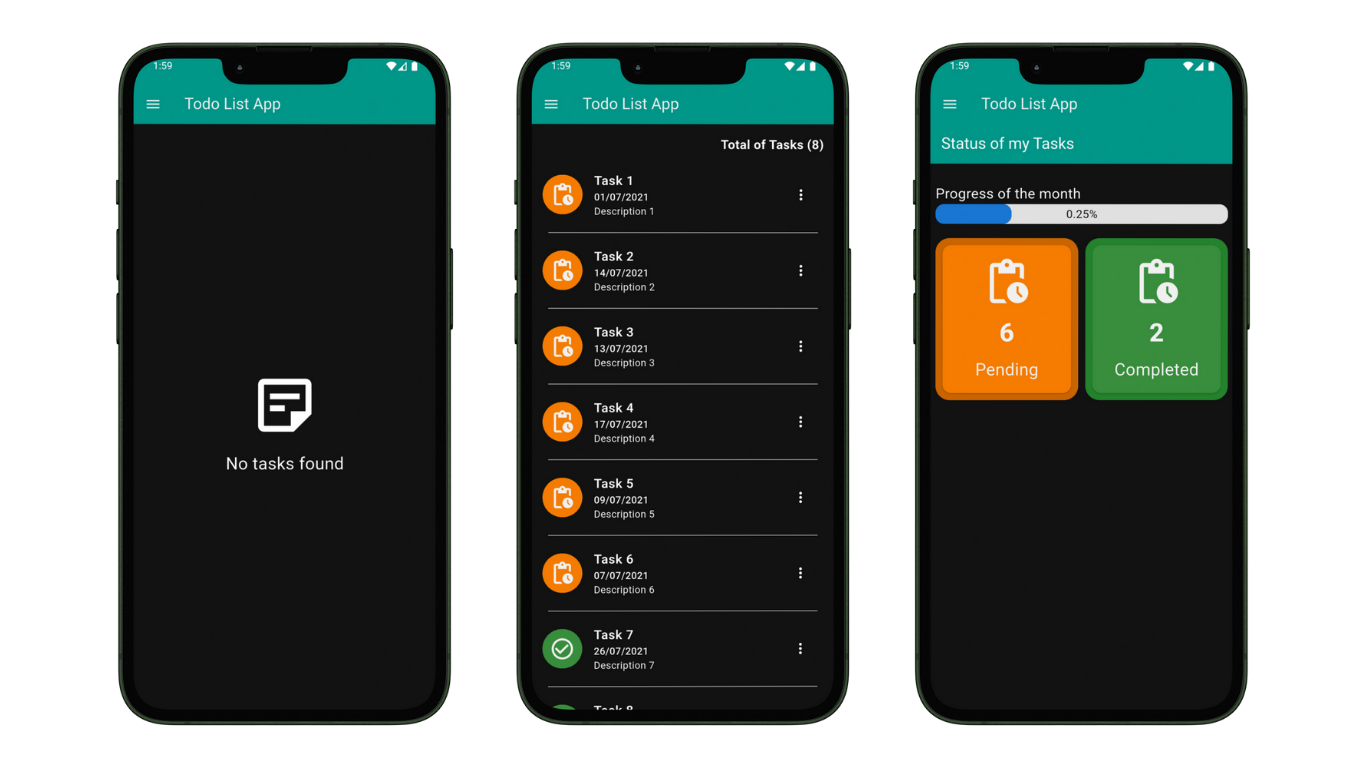 1:59
Todo List App
No tasks found
1:59
Todo List App
Total of Tasks (8)
Task 1
01/07/2021
Description 1
Task 2
14/07/2021
Description 2
Task 3
13/07/2021
Description 3
Task 4
17/07/2021
Description 4
Task 5
09/07/2021
Description 5
Task 6
07/07/2021
Description 6
Task 7
26/07/2021
Description 7
Task 8
1:59
Todo List App
Status of my Tasks
Progress of the month
0.25%
6
Pending
2
Completed